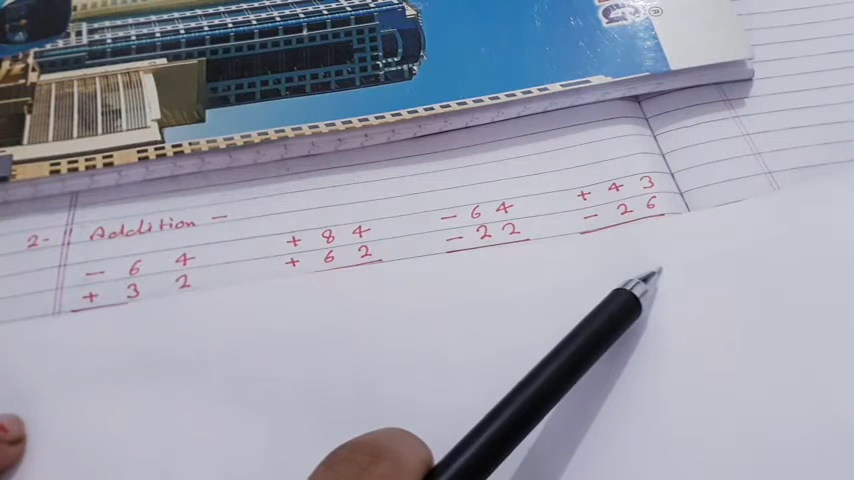 2- Addition -
- 6 4 + 8 4 - 6 4 + 4 3
+ 3 2 + 6 2 - 2 2 - 2 6